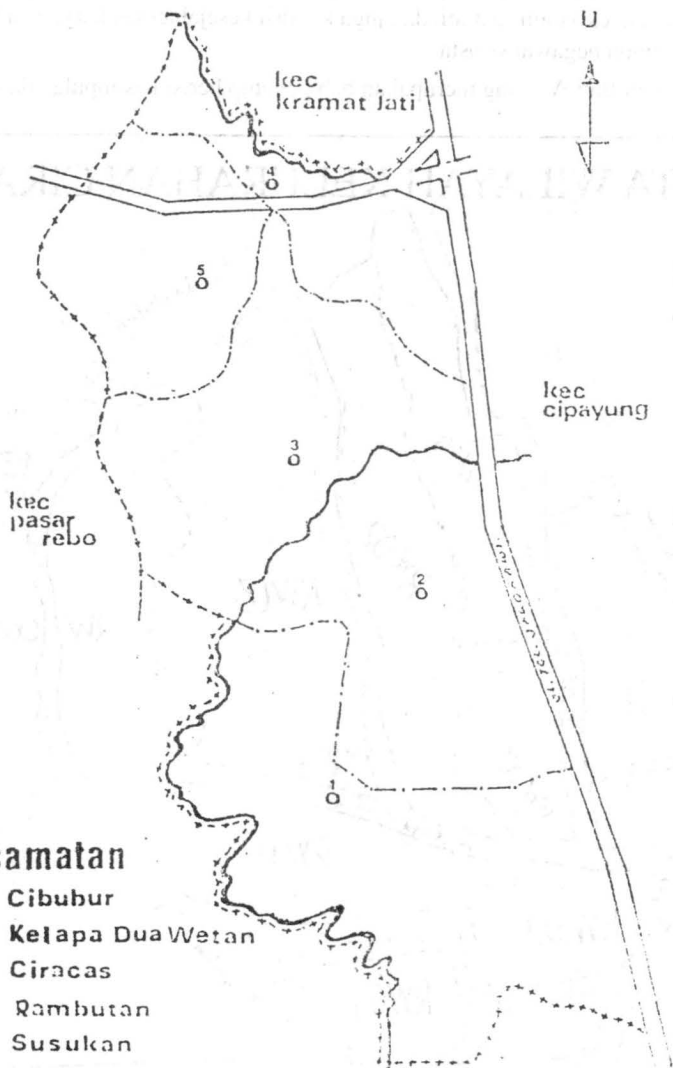 U
kec
kramat Jati
4
5
kec
cipayung
3
kec
pasar
rebo
2
1
camatan
Cibubur
Kelapa Dua Wetan
Ciracas
Rambutan
Susukan